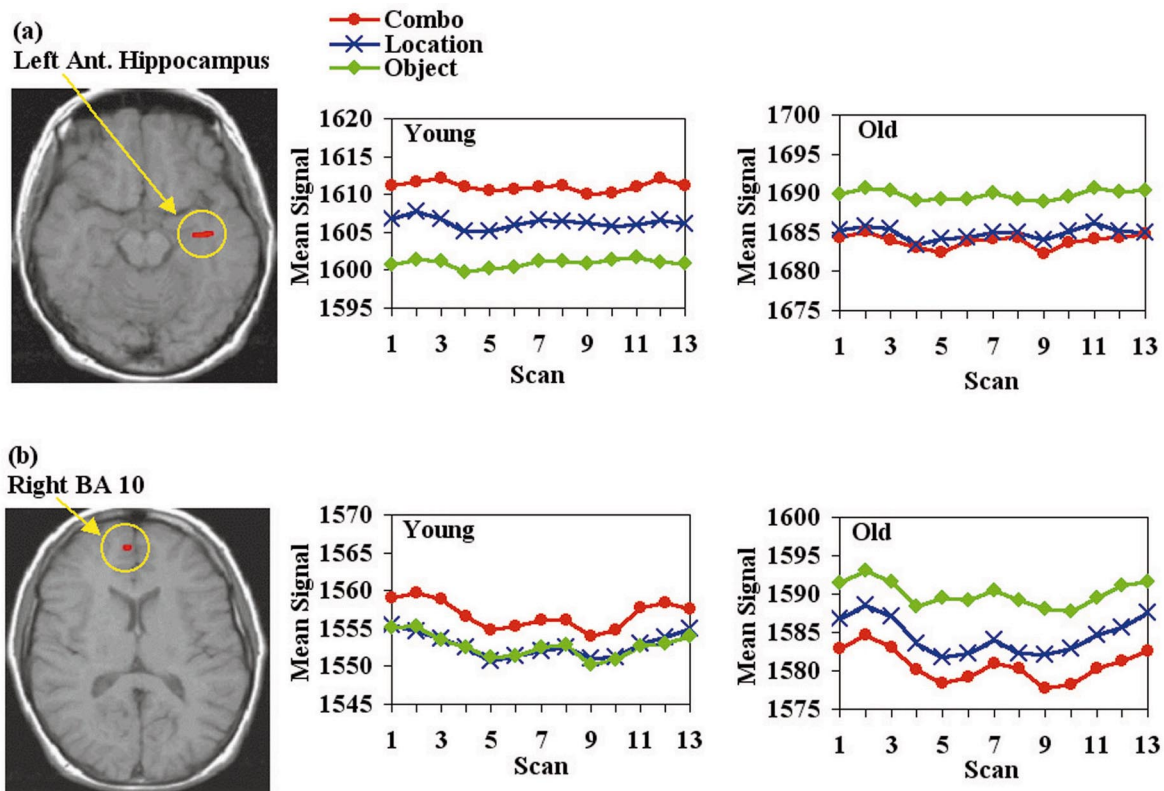 (a)
Left Ant. Hippocampus
Combo
Location
Object
Mean Signal
1620
1615
1610
1605
1600
1595
Young
1 3 5 7 9 11 13
Scan
Mean Signal
1700
1695
1690
1685
1680
1675
Old
1 3 5 7 9 11 13
Scan
(b)
Right BA 10
Mean Signal
1570
1565
1560
1555
1550
1545
Young
1 3 5 7 9 11 13
Scan
Mean Signal
1600
1595
1590
1585
1580
1575
Old
1 3 5 7 9 11 13
Scan